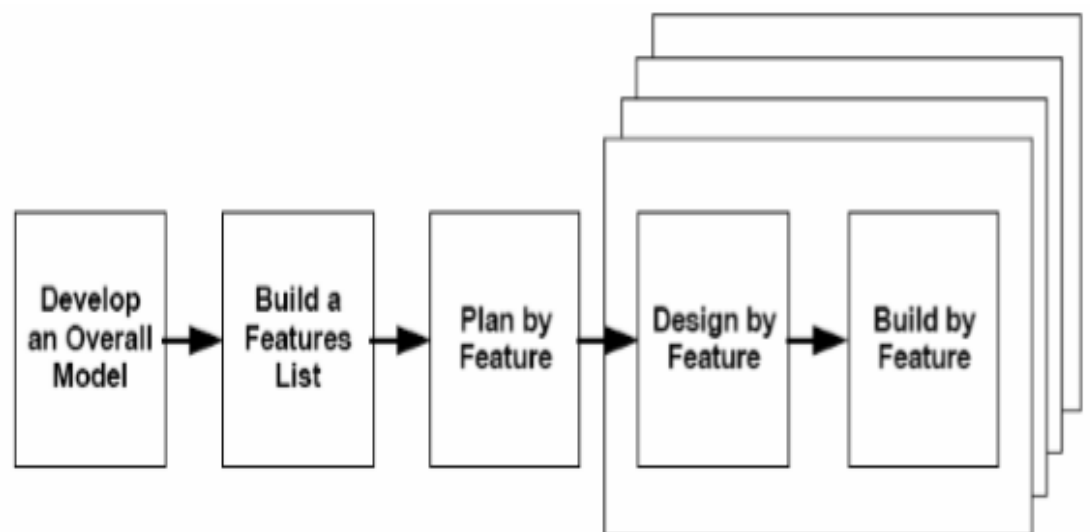 Develop
an Overall
Model
Build a
Features
List
Plan by
Feature
Design by
Feature
Build by
Feature